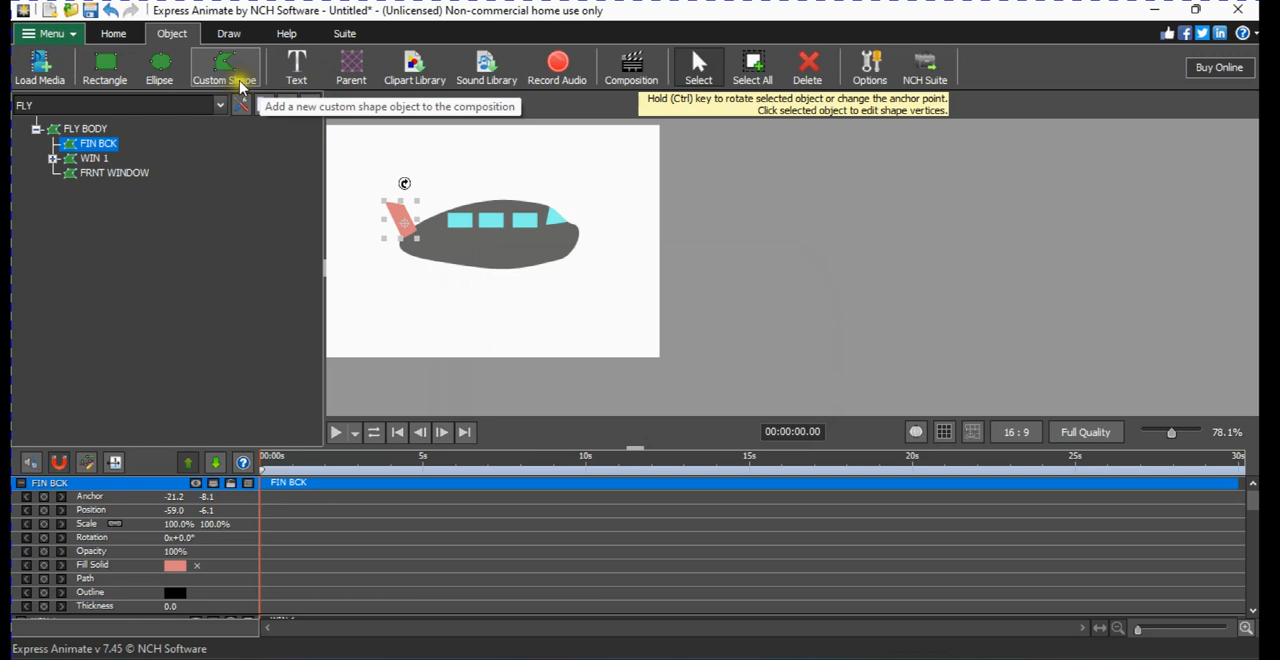 Express Animate by NCH Software - Untitled* - (Unlicensed) Non-commercial home use only
Menu Home Object Draw Help Suite
Load Media Rectangle Ellipse Custom Shape Text Parent Clipart Library Sound Library Record Audio Composition Select Select All Delete Options NCH Suite Buy Online
FLY
Add a new custom shape object to the composition
Hold (Ctrl) key to rotate selected object or change the anchor point.
Click selected object to edit shape vertices.
FLY BODY
FIN BCK
WIN 1
FRNT WINDOW
00:00:00.00 16 : 9 Full Quality 78.1%
00:00s 5s 10s 15s 20s 25s 30s
FIN BCK FIN BCK
Anchor -21.2 -8.1
Position -59.0 -6.1
Scale 100.0% 100.0%
Rotation 0x+0.0°
Opacity 100%
Fill Solid
Path
Outline
Thickness 0.0
Express Animate v 7.45 © NCH Software